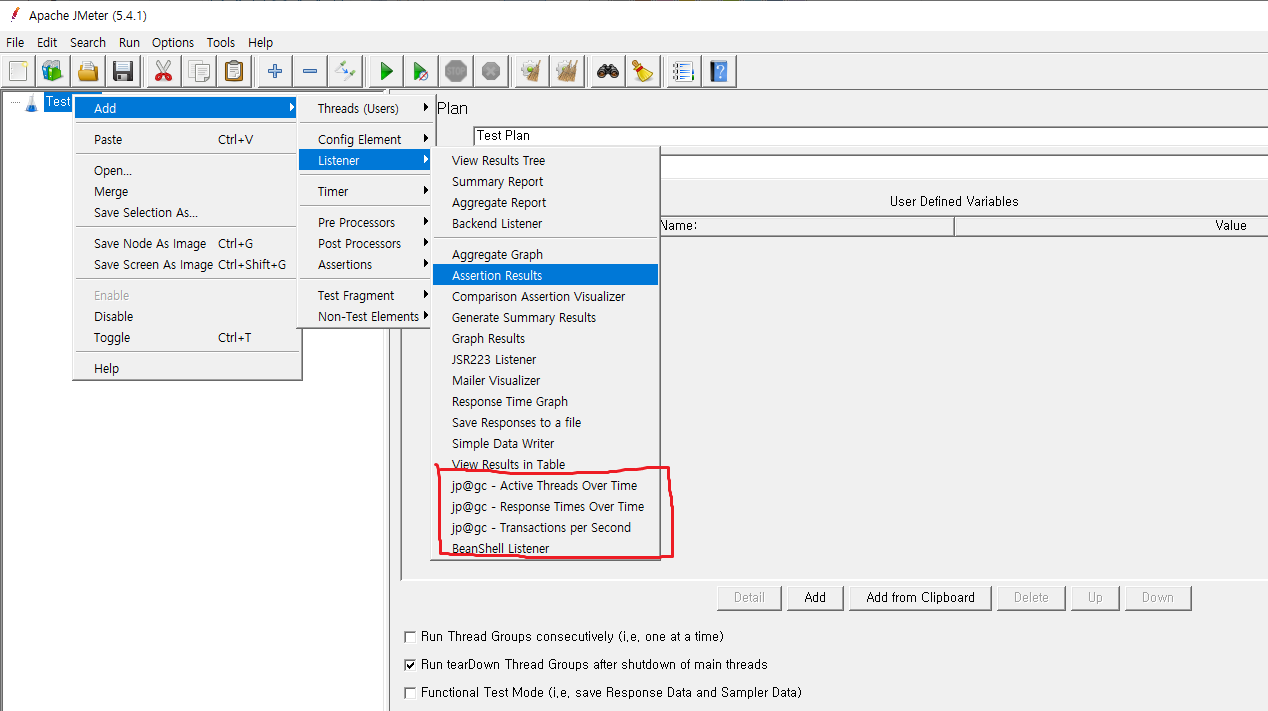 Apache JMeter (5.4.1)
File Edit Search Run Options Tools Help
STOP
Test
Add
Paste Ctrl+V
Open...
Merge
Save Selection As...
Save Node As Image Ctrl+G
Save Screen As Image Ctrl+Shift+G
Enable
Disable
Toggle Ctrl+T
Help
Threads (Users)
Config Element
Listener
Timer
Pre Processors
Post Processors
Assertions
Test Fragment
Non-Test Elements
View Results Tree
Summary Report
Aggregate Report
Backend Listener
Aggregate Graph
Assertion Results
Comparison Assertion Visualizer
Generate Summary Results
Graph Results
JSR223 Listener
Mailer Visualizer
Response Time Graph
Save Responses to a file
Simple Data Writer
View Results in Table
jp@gc - Active Threads Over Time
jp@gc - Response Times Over Time
jp@gc - Transactions per Second
BeanShell Listener
Plan
Test Plan
User Defined Variables
Name: Value
Detail Add Add from Clipboard Delete Up Down
Run Thread Groups consecutively (i.e. one at a time)
Run tearDown Thread Groups after shutdown of main threads
Functional Test Mode (i.e. save Response Data and Sampler Data)